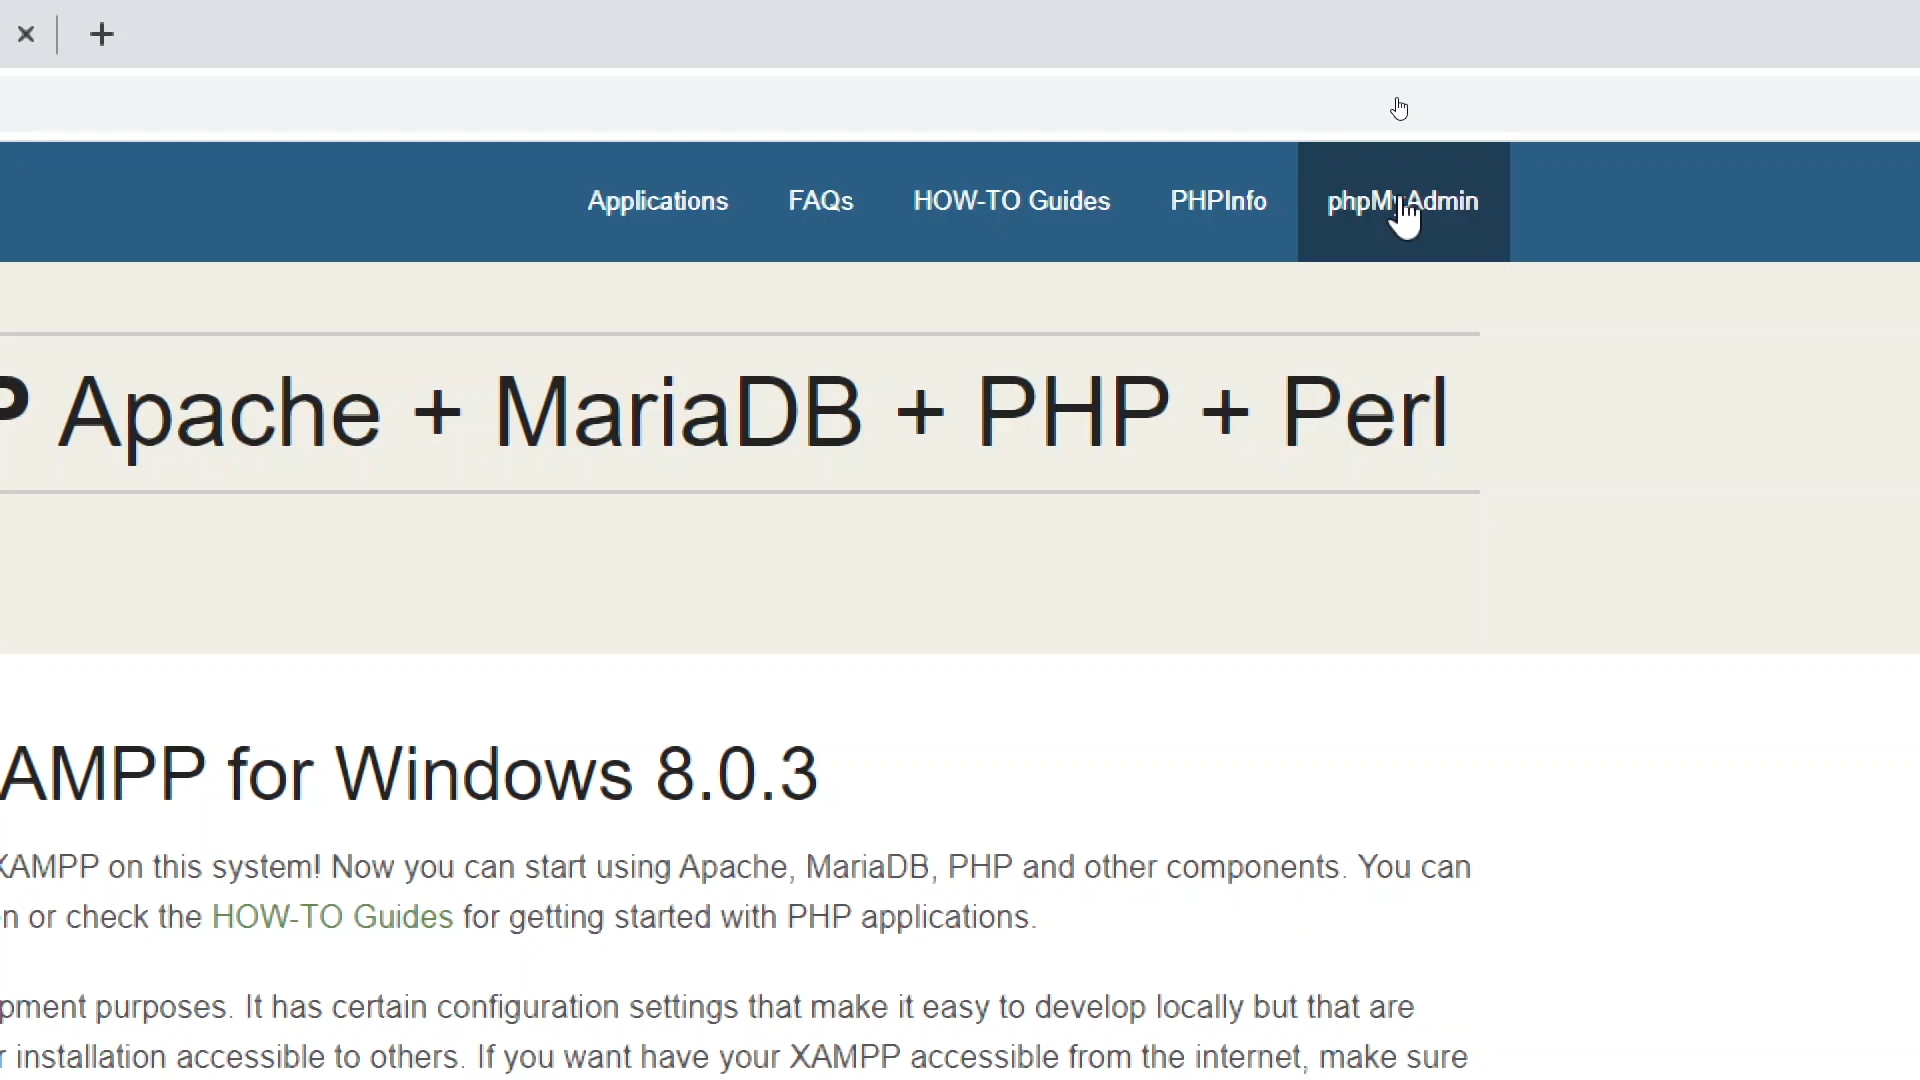 Applications FAQs HOW-TO Guides PHPInfo phpMyAdmin
P Apache + MariaDB + PHP + Perl
AMPP for Windows 8.0.3
XAMPP on this system! Now you can start using Apache, MariaDB, PHP and other components. You can
n or check the HOW-TO Guides for getting started with PHP applications.
pment purposes. It has certain configuration settings that make it easy to develop locally but that are
r installation accessible to others. If you want have your XAMPP accessible from the internet, make sure